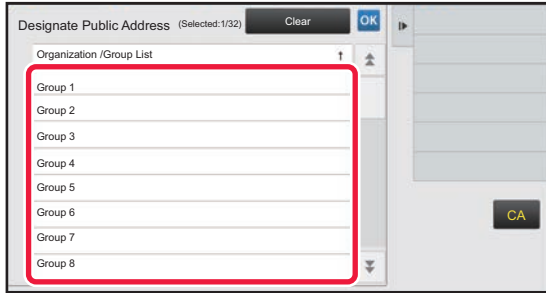 Designate Public Address (Selected:1/32) Clear OK
Organization /Group List ↑
Group 1
Group 2
Group 3
Group 4
Group 5
Group 6
Group 7
Group 8
CA